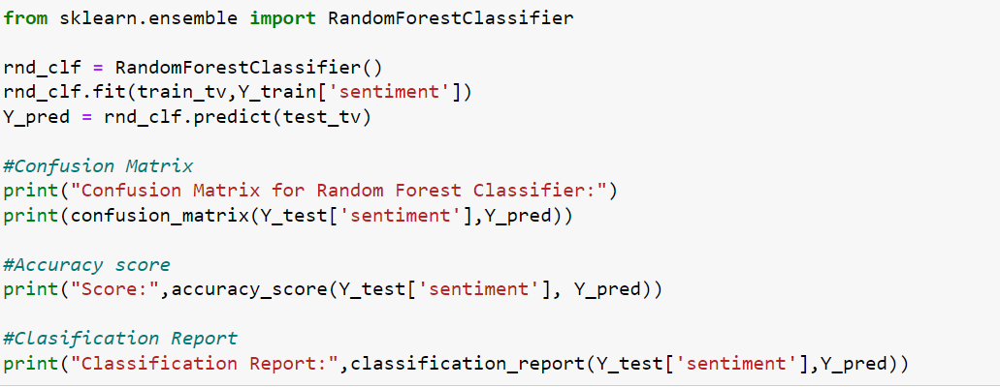 from sklearn.ensemble import RandomForestClassifier
rnd_clf = RandomForestClassifier()
rnd_clf.fit(train_tv,Y_train['sentiment'])
Y_pred = rnd_clf.predict(test_tv)
#Confusion Matrix
print("Confusion Matrix for Random Forest Classifier:")
print(confusion_matrix(Y_test['sentiment'],Y_pred))
#Accuracy score
print("Score:",accuracy_score(Y_test['sentiment'], Y_pred))
#Clasification Report
print("Classification Report:",classification_report(Y_test['sentiment'],Y_pred))